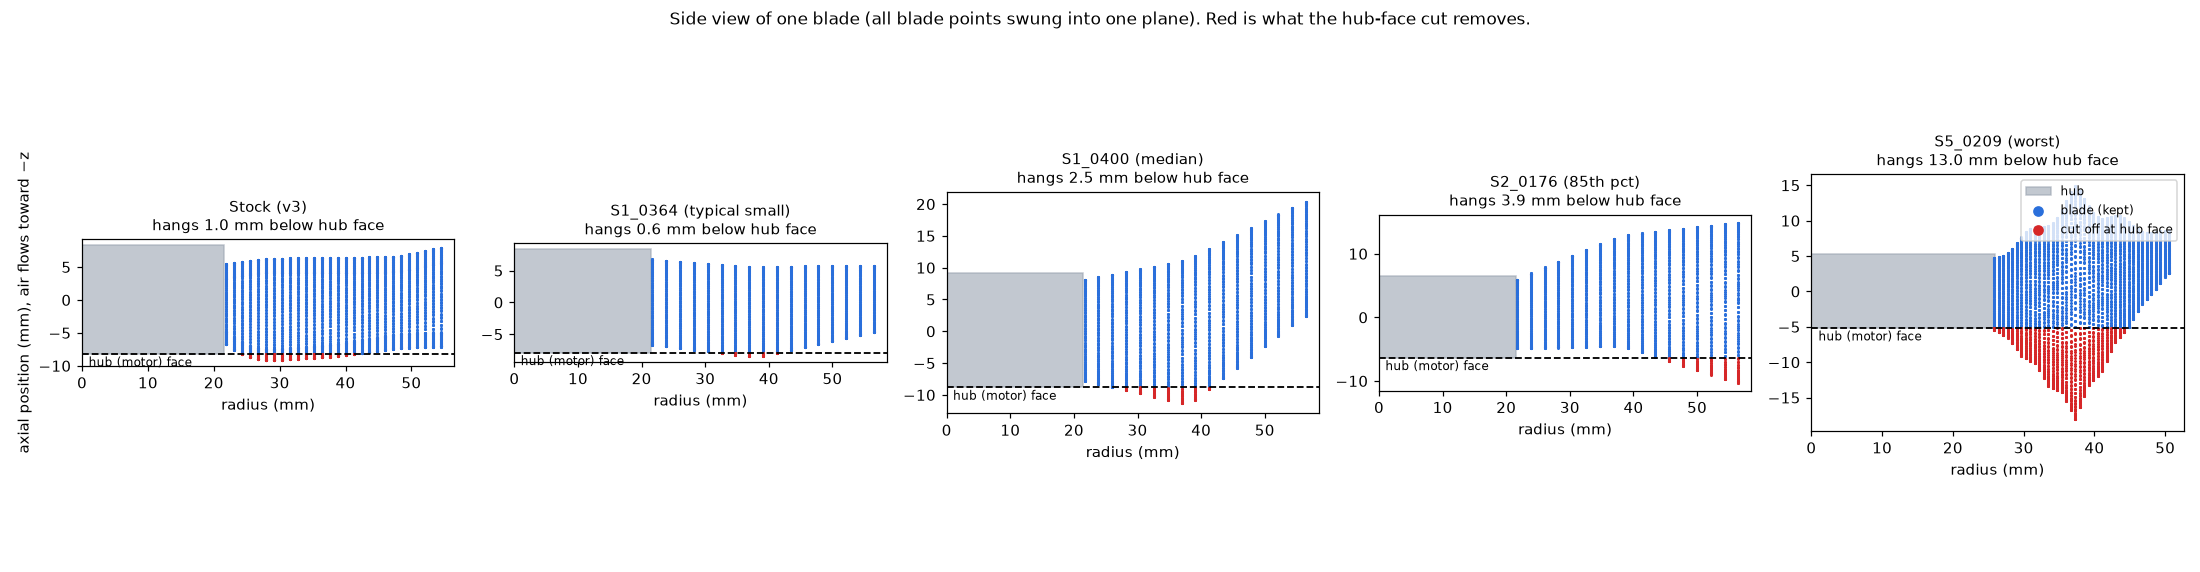 Side view of one blade (all blade points swung into one plane). Red is what the hub-face cut removes.
axial position (mm), air flows toward −z
Stock (v3)
hangs 1.0 mm below hub face
5
0
−5
−10
hub (motor) face
0 10 20 30 40 50
radius (mm)
S1_0364 (typical small)
hangs 0.6 mm below hub face
5
0
−5
hub (motor) face
0 10 20 30 40 50
radius (mm)
S1_0400 (median)
hangs 2.5 mm below hub face
20
15
10
5
0
−5
−10
hub (motor) face
0 10 20 30 40 50
radius (mm)
S2_0176 (85th pct)
hangs 3.9 mm below hub face
10
0
−10
hub (motor) face
0 10 20 30 40 50
radius (mm)
S5_0209 (worst)
hangs 13.0 mm below hub face
hub
blade (kept)
cut off at hub face
15
10
5
0
−5
−10
−15
hub (motor) face
0 10 20 30 40 50
radius (mm)